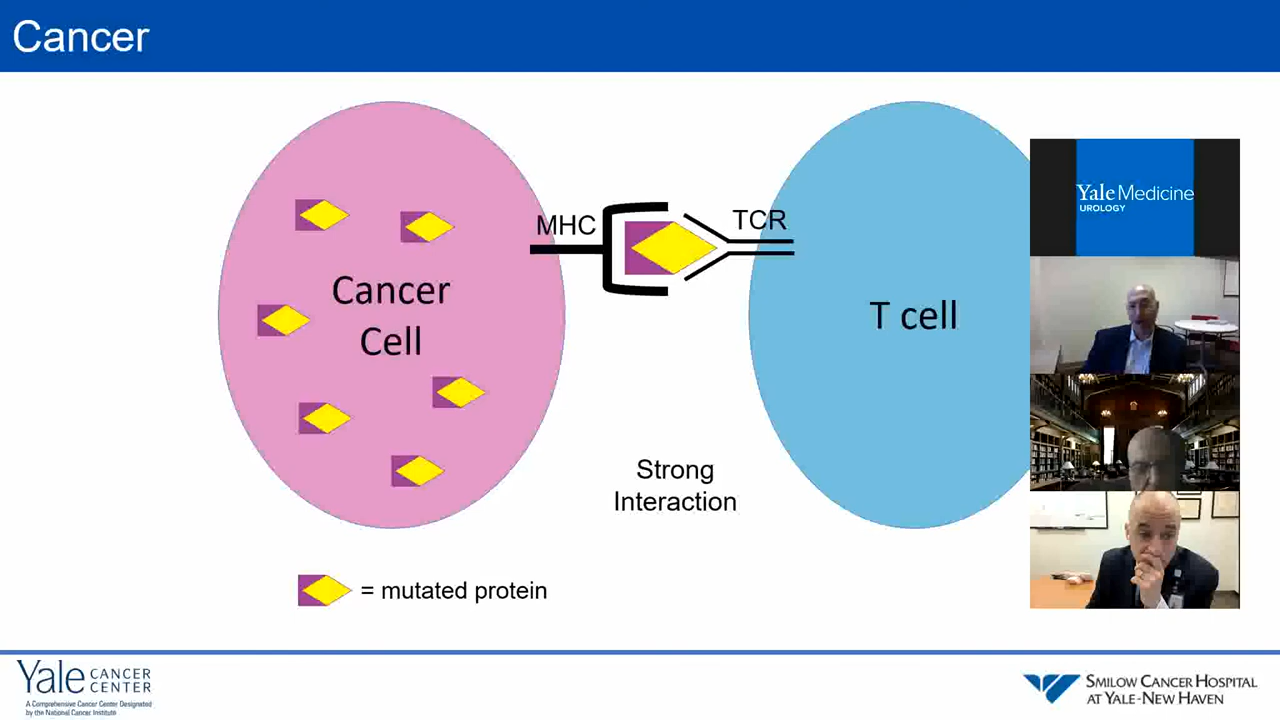 Cancer
MHC
TCR
Cancer
Cell
T cell
Strong
Interaction
= mutated protein
Yale Medicine
UROLOGY
Yale CANCER
CENTER
A Comprehensive Cancer Center Designated
by the National Cancer Institute
SMILOW CANCER HOSPITAL
AT YALE-NEW HAVEN